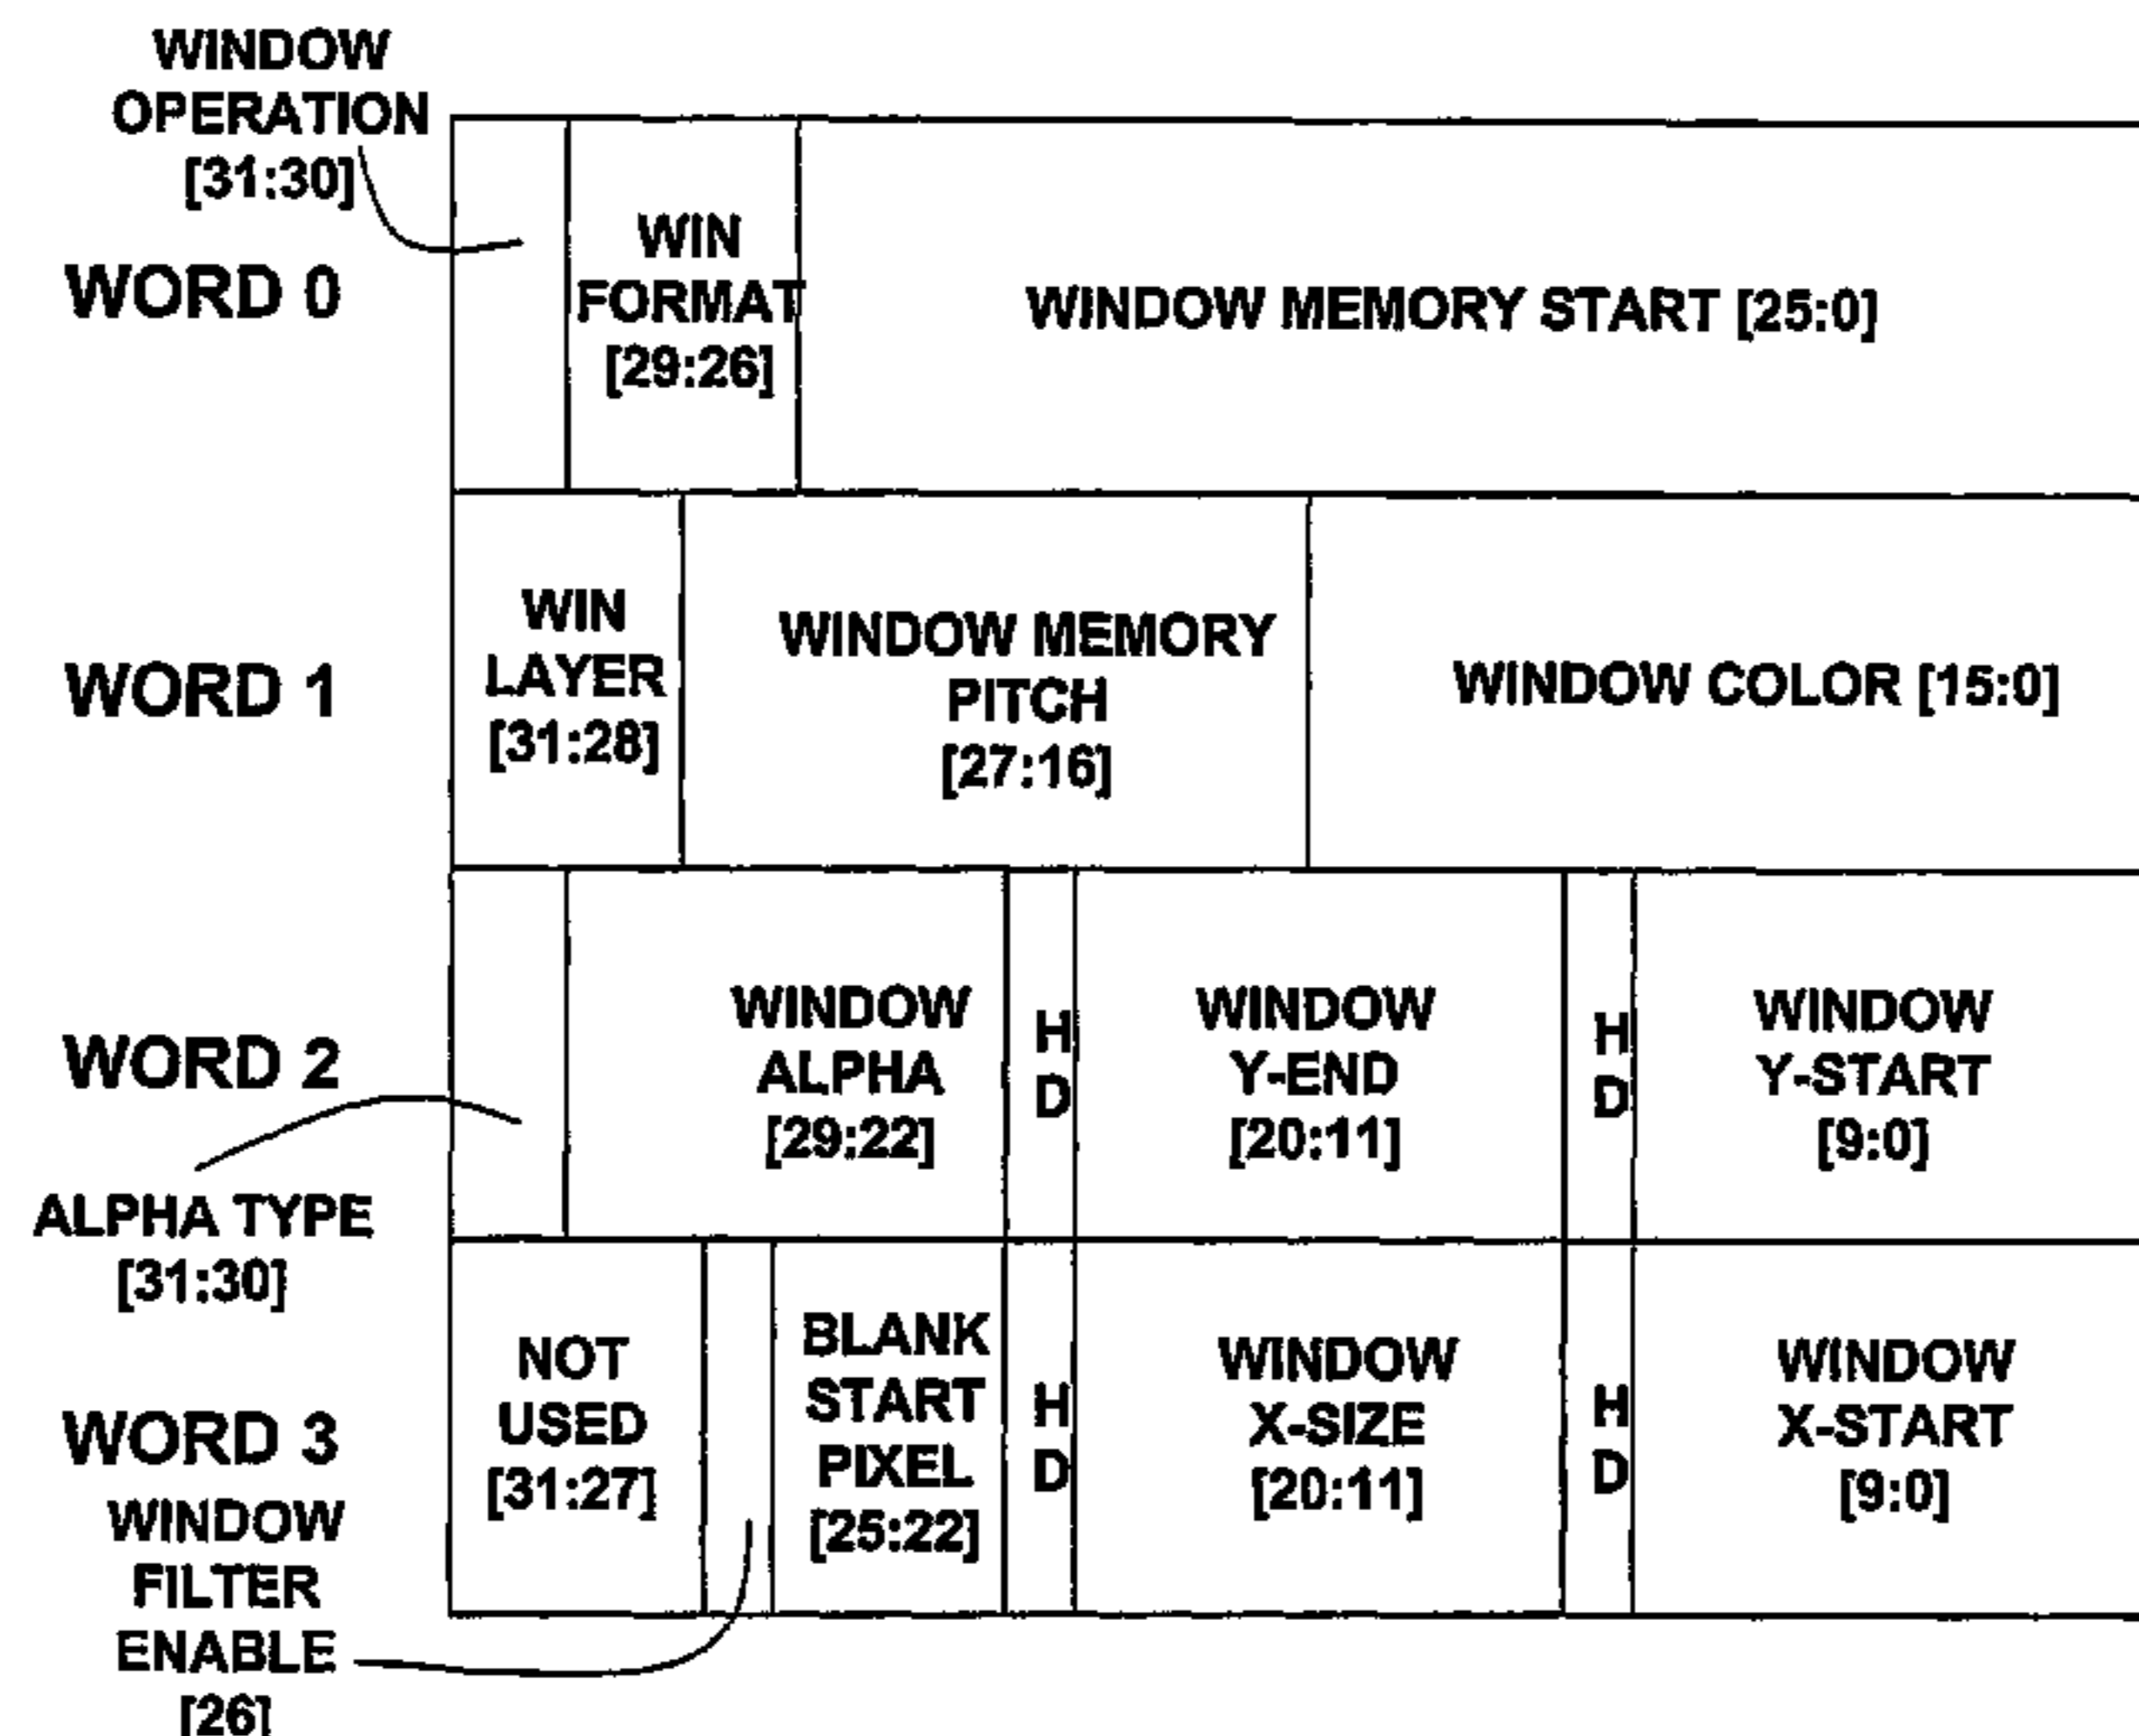 WINDOW
OPERATION
[31:30]
WORD 0
WIN
FORMAT
[29:26]
WINDOW MEMORY START [25:0]
WORD 1
WIN
LAYER
[31:28]
WINDOW MEMORY
PITCH
[27:16]
WINDOW COLOR [15:0]
WORD 2
ALPHA TYPE
[31:30]
WINDOW
ALPHA
[29:22]
H
D
WINDOW
Y-END
[20:11]
H
D
WINDOW
Y-START
[9:0]
WORD 3
NOT
USED
[31:27]
WINDOW
FILTER
ENABLE
[26]
BLANK
START
PIXEL
[25:22]
H
D
WINDOW
X-SIZE
[20:11]
H
D
WINDOW
X-START
[9:0]